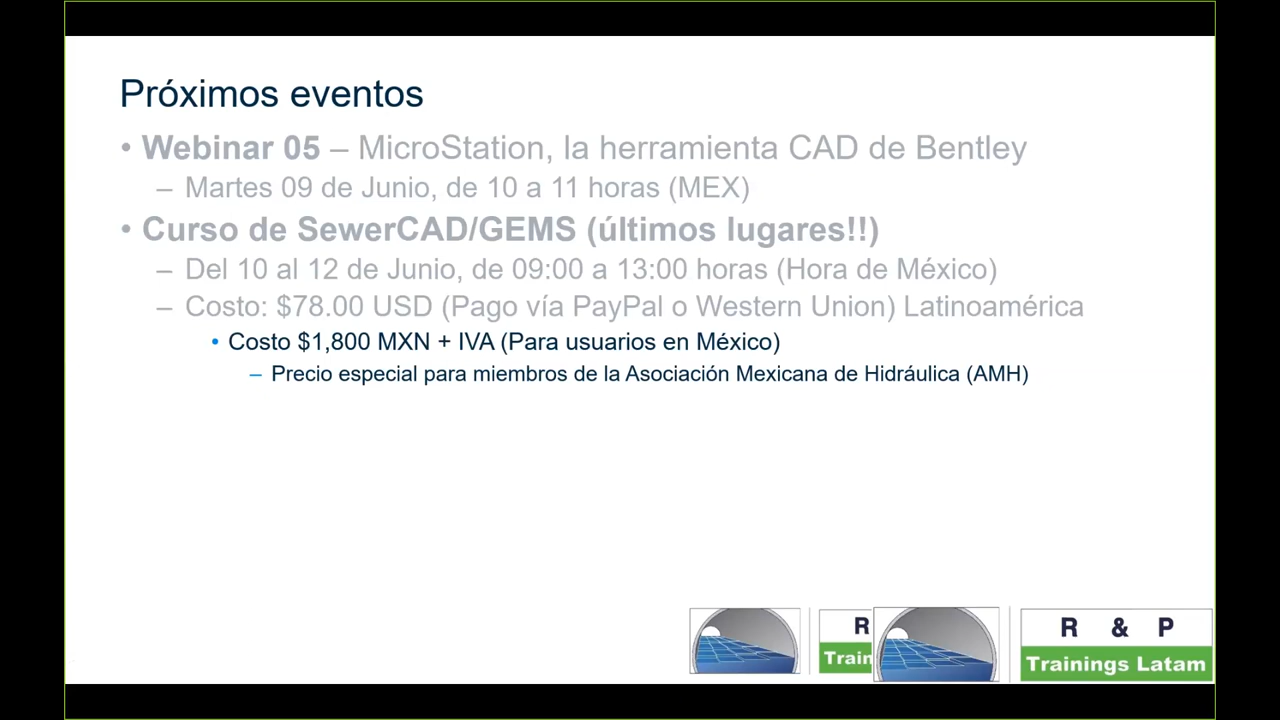 Próximos eventos
• Webinar 05 – MicroStation, la herramienta CAD de Bentley
– Martes 09 de Junio, de 10 a 11 horas (MEX)
• Curso de SewerCAD/GEMS (últimos lugares!!)
– Del 10 al 12 de Junio, de 09:00 a 13:00 horas (Hora de México)
– Costo: $78.00 USD (Pago vía PayPal o Western Union) Latinoamérica
• Costo $1,800 MXN + IVA (Para usuarios en México)
– Precio especial para miembros de la Asociación Mexicana de Hidráulica (AMH)
R
Train
R & P
Trainings Latam